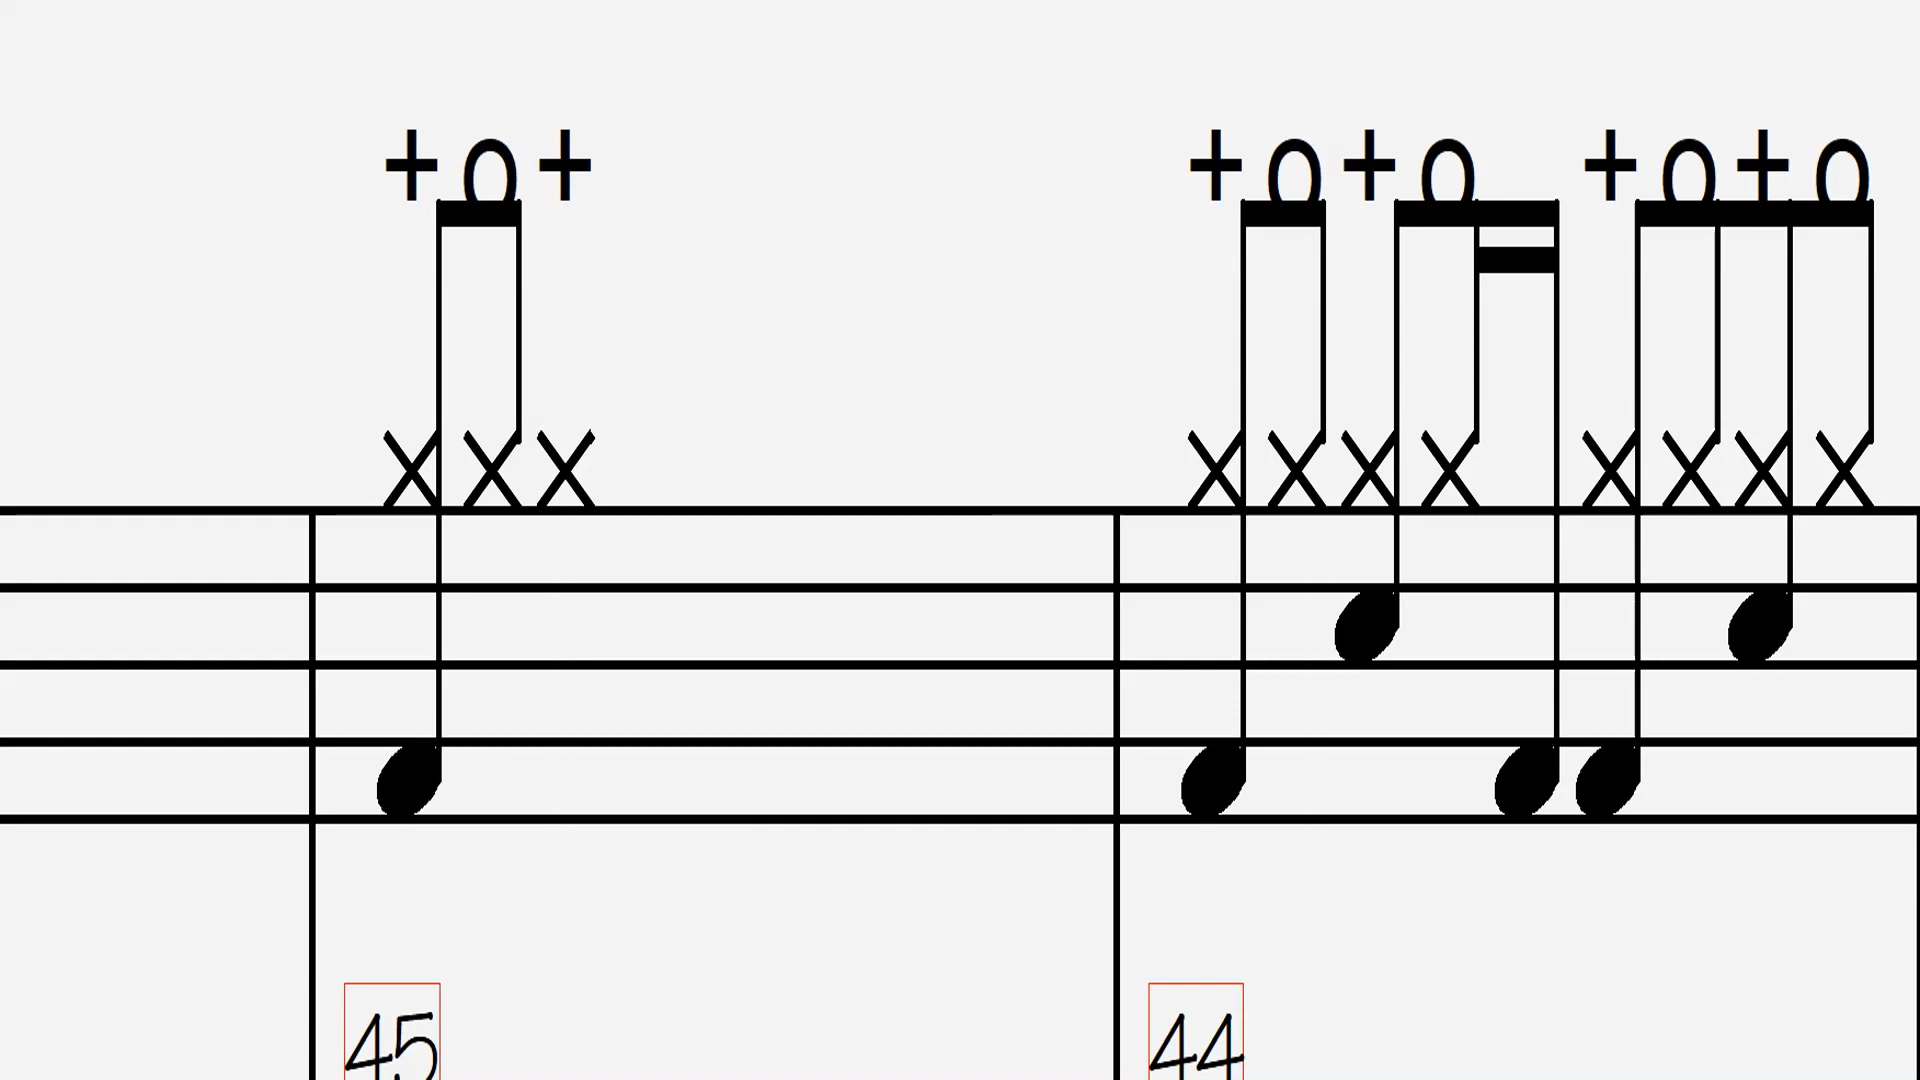 + o + + o + o + o + o
45 44